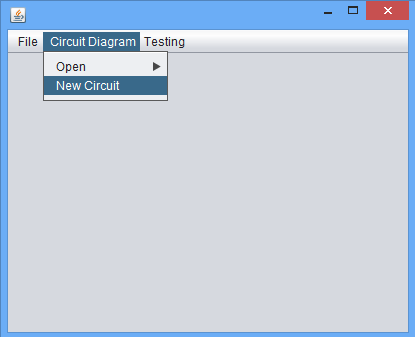 File Circuit Diagram Testing
Open
New Circuit